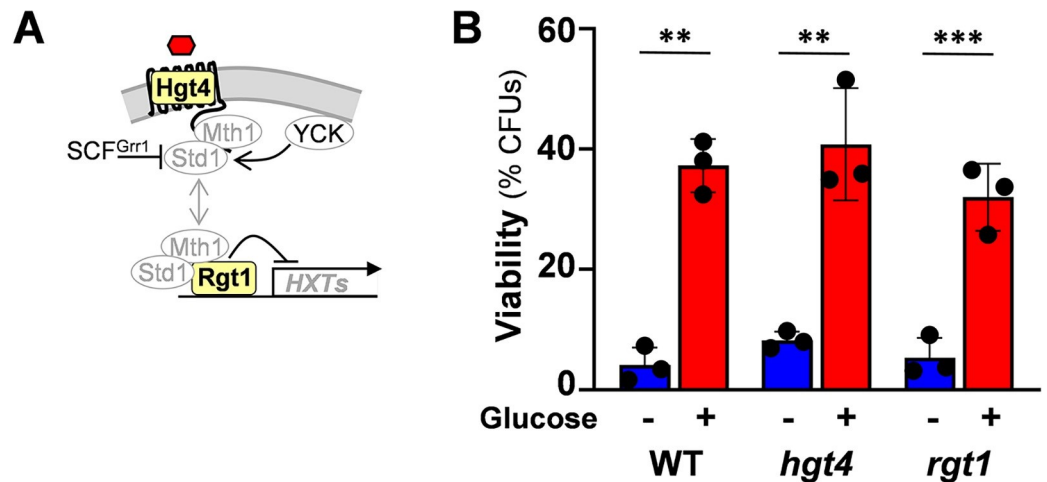 A
Hgt4
Mth1
YCK
SCFGrr1
Std1
Mth1
Std1
Rgt1
HXTs
B
Viability (% CFUs)
60
40
20
0
** ** ***
Glucose - + - + - +
WT hgt4 rgt1